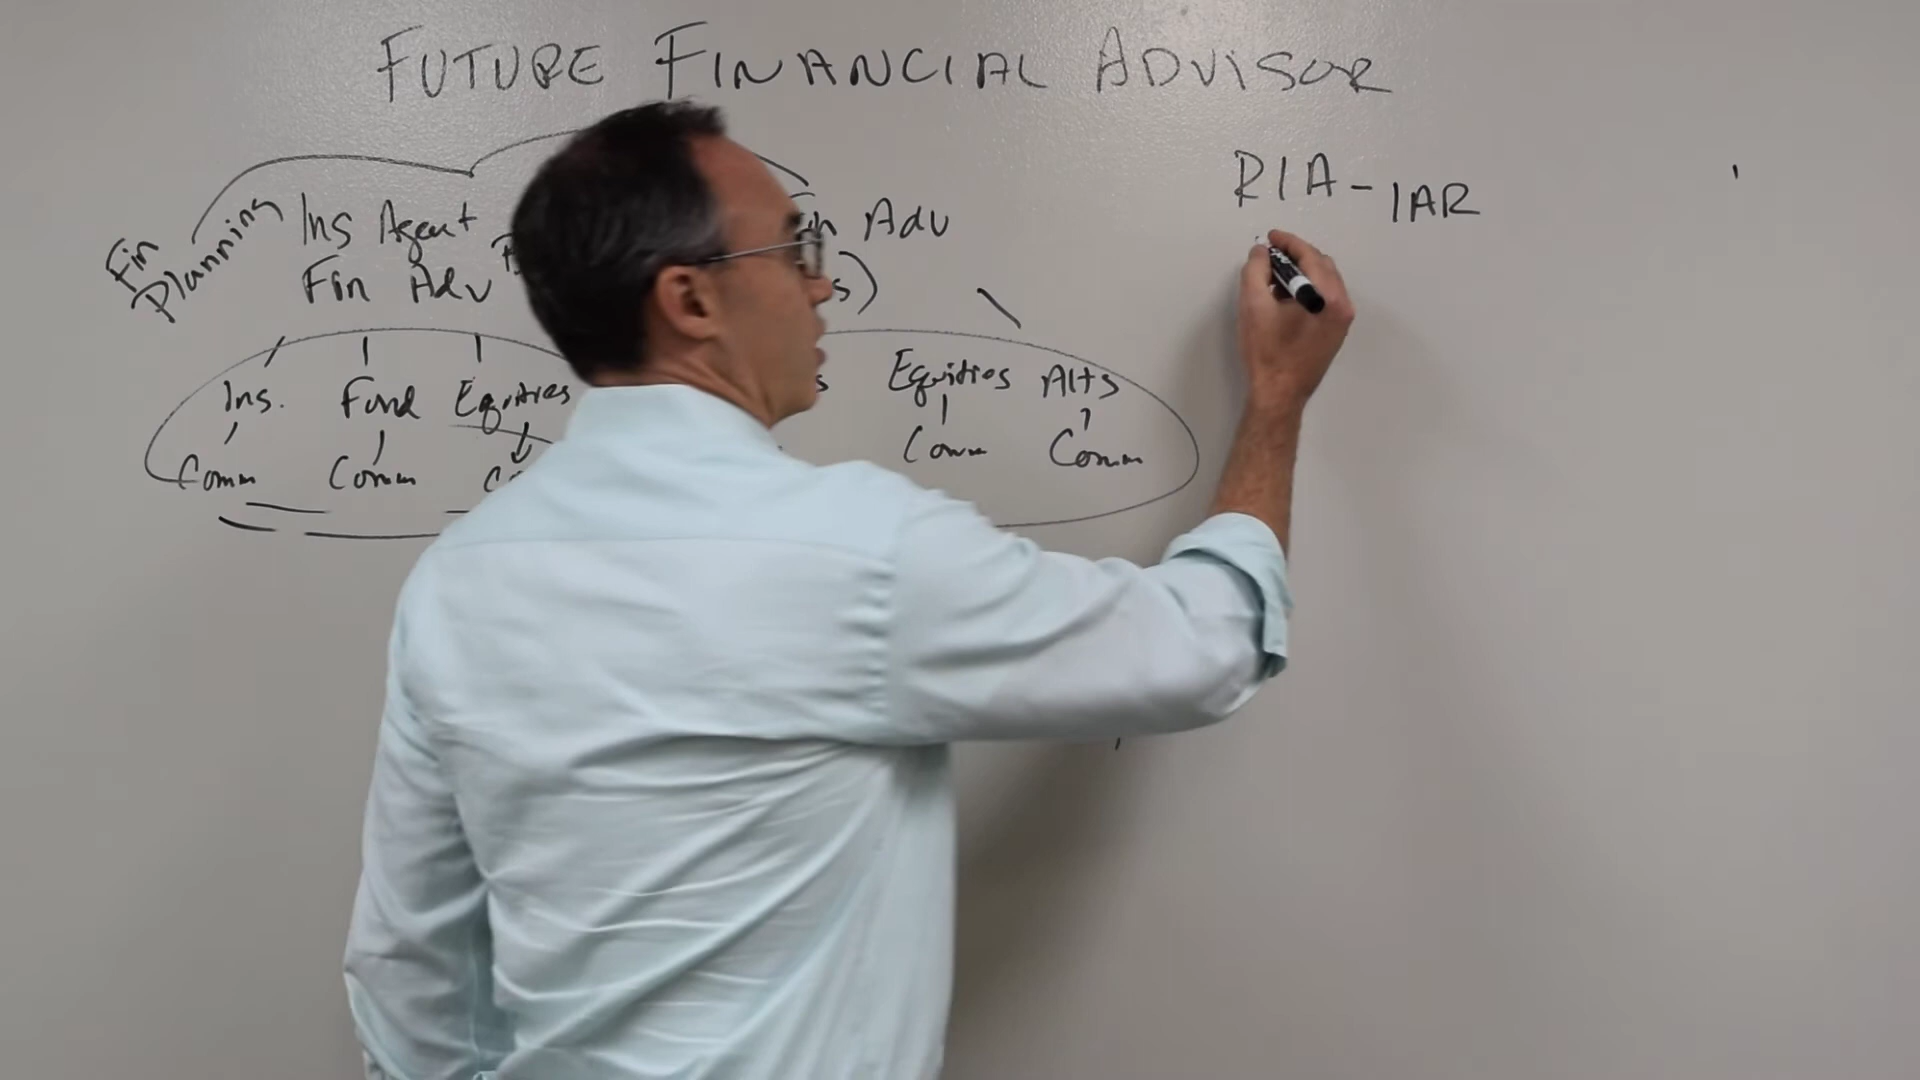 FUTURE FINANCIAL ADVISOR
RIA - IAR
Fin Planning
Ins Agent
Fin Adv
Adv
Ins. Fund Equities
Equities Alts
Comm Comm
Comm Comm